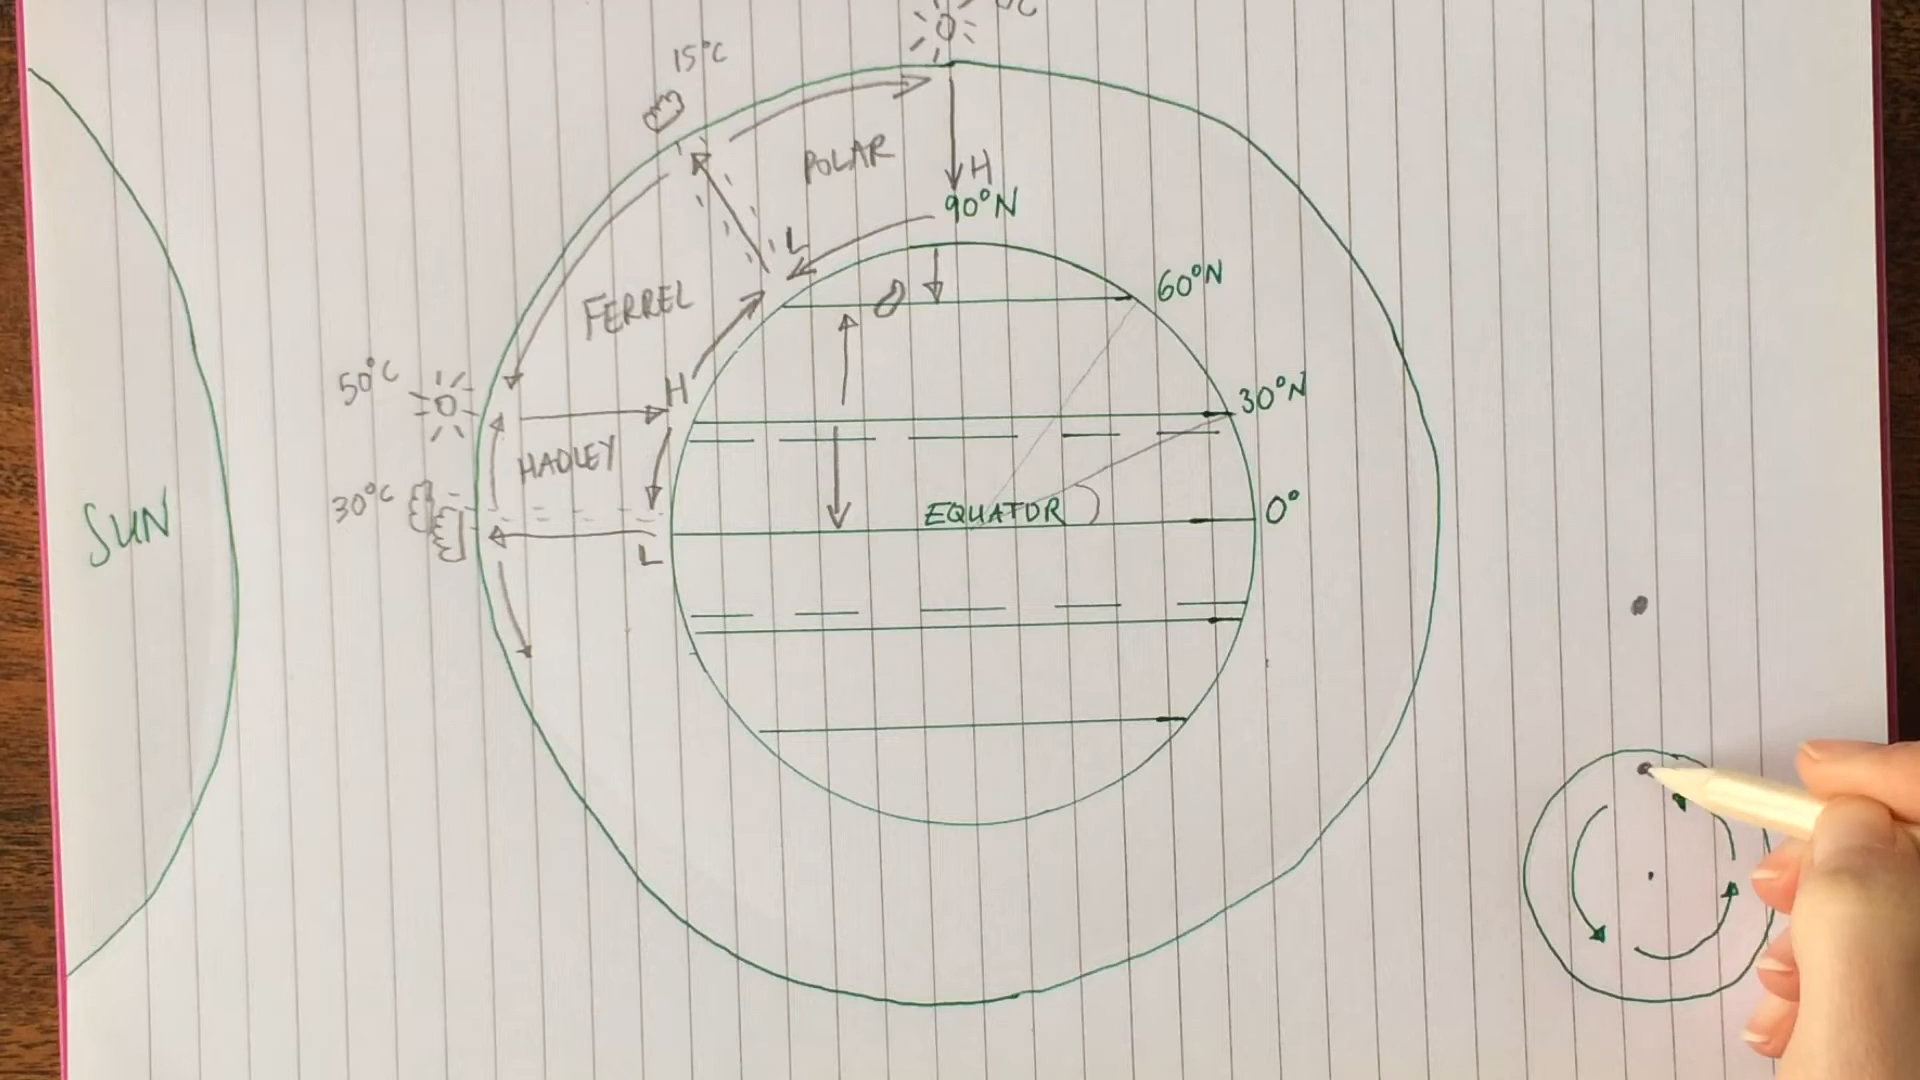 15°C
POLAR
H
90°N
L
60°N
FERREL
50°C
H
30°N
HADLEY
30°C
SUN
EQUATOR
0°
L